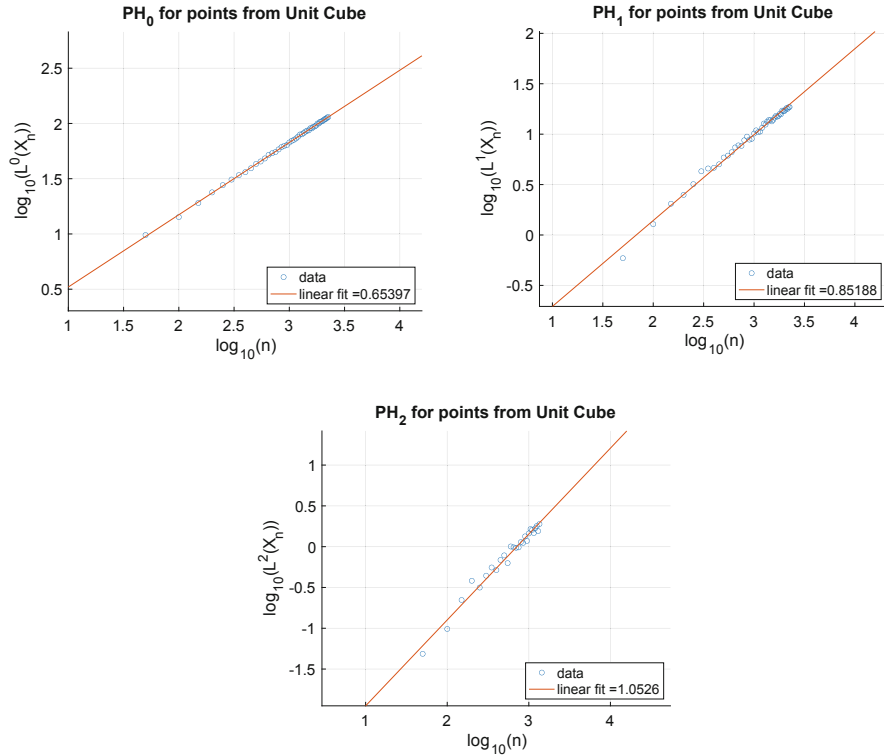 PH0 for points from Unit Cube
log10(L0(Xn))
2.5
2
1.5
1
0.5
1
1.5
2
2.5
3
3.5
4
log10(n)
data
linear fit =0.65397
PH1 for points from Unit Cube
log10(L1(Xn))
2
1.5
1
0.5
0
-0.5
1
1.5
2
2.5
3
3.5
4
log10(n)
data
linear fit =0.85188
PH2 for points from Unit Cube
log10(L2(Xn))
1
0.5
0
-0.5
-1
-1.5
1
2
3
4
log10(n)
data
linear fit =1.0526